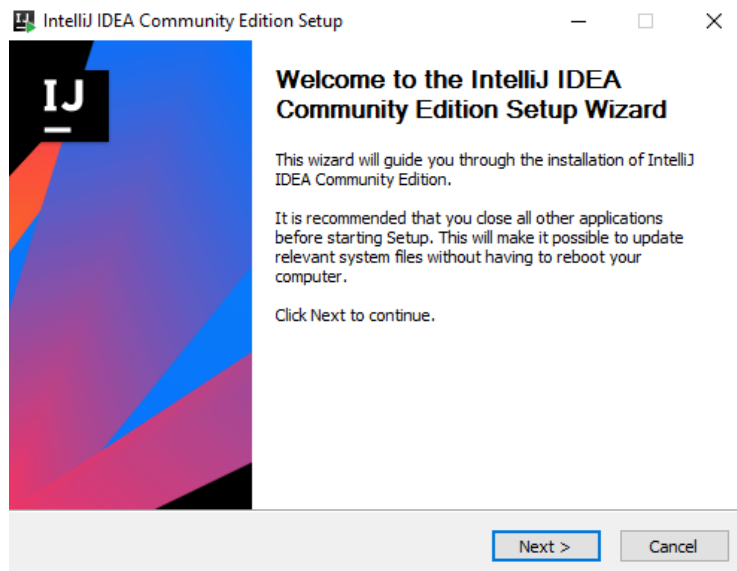 IntelliJ IDEA Community Edition Setup
IJ
Welcome to the IntelliJ IDEA
Community Edition Setup Wizard
This wizard will guide you through the installation of IntelliJ
IDEA Community Edition.
It is recommended that you close all other applications
before starting Setup. This will make it possible to update
relevant system files without having to reboot your
computer.
Click Next to continue.
Next >
Cancel